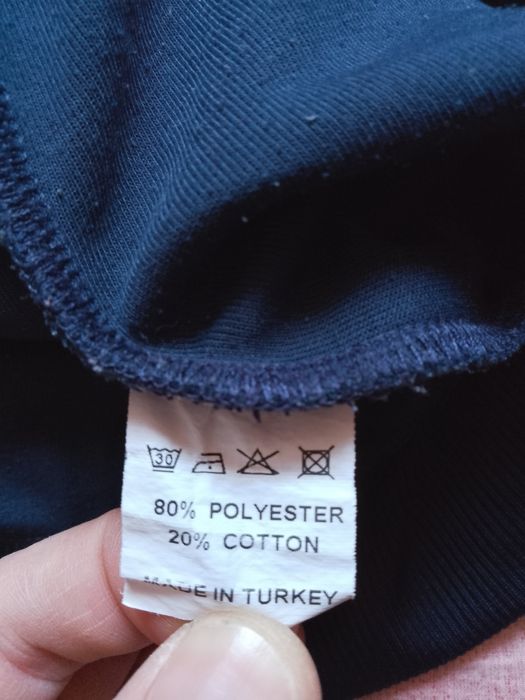 30
80% POLYESTER
20% COTTON
MADE IN TURKEY